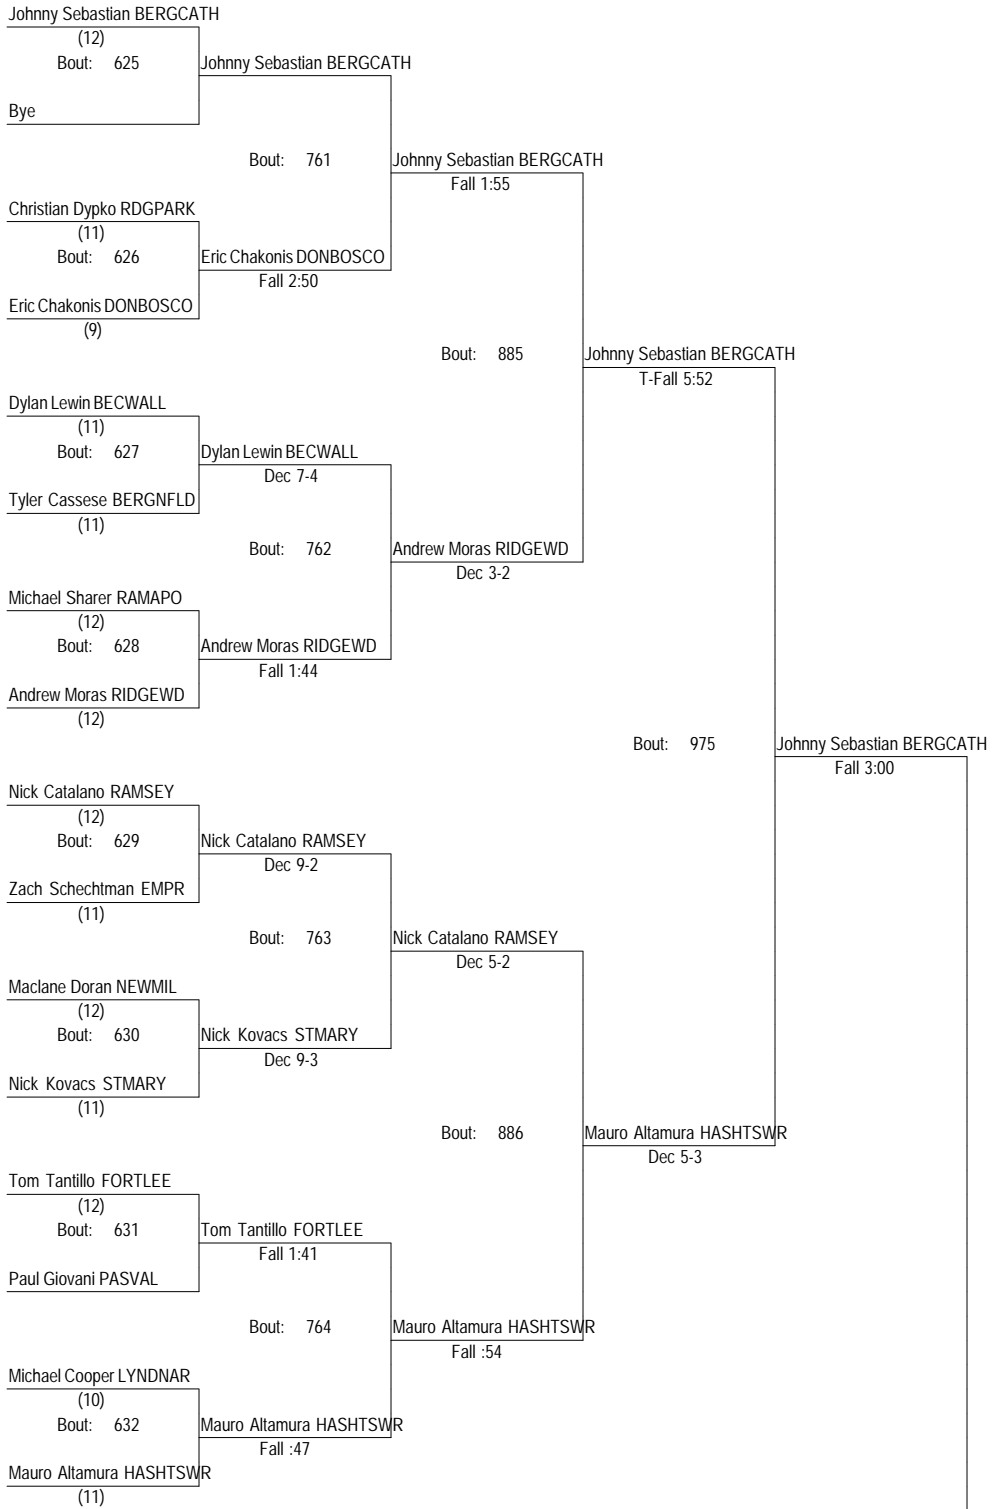 Johnny Sebastian BERGCATH
(12)
Bout: 625 Johnny Sebastian BERGCATH
Bye
Bout: 761 Johnny Sebastian BERGCATH
Fall 1:55
Christian Dypko RDGPARK
(11)
Bout: 626 Eric Chakonis DONBOSCO
Fall 2:50
Eric Chakonis DONBOSCO
(9)
Bout: 885 Johnny Sebastian BERGCATH
T-Fall 5:52
Dylan Lewin BECWALL
(11)
Bout: 627 Dylan Lewin BECWALL
Dec 7-4
Tyler Cassese BERGNFLD
(11)
Bout: 762 Andrew Moras RIDGEWD
Dec 3-2
Michael Sharer RAMAPO
(12)
Bout: 628 Andrew Moras RIDGEWD
Fall 1:44
Andrew Moras RIDGEWD
(12)
Bout: 975 Johnny Sebastian BERGCATH
Fall 3:00
Nick Catalano RAMSEY
(12)
Bout: 629 Nick Catalano RAMSEY
Dec 9-2
Zach Schechtman EMPR
(11)
Bout: 763 Nick Catalano RAMSEY
Dec 5-2
Maclane Doran NEWMIL
(12)
Bout: 630 Nick Kovacs STMARY
Dec 9-3
Nick Kovacs STMARY
(11)
Bout: 886 Mauro Altamura HASHTSWR
Dec 5-3
Tom Tantillo FORTLEE
(12)
Bout: 631 Tom Tantillo FORTLEE
Fall 1:41
Paul Giovani PASVAL
Bout: 764 Mauro Altamura HASHTSWR
Fall :54
Michael Cooper LYNDNAR
(10)
Bout: 632 Mauro Altamura HASHTSWR
Fall :47
Mauro Altamura HASHTSWR
(11)